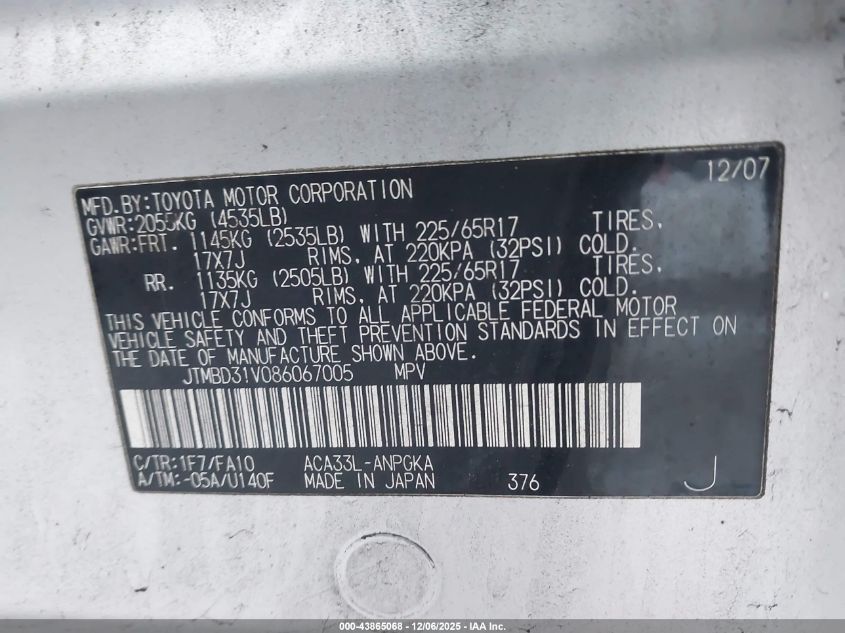 12/07
MFD.BY:TOYOTA MOTOR CORPORATION
GVWR:2055KG (4535LB)
GAWR:FRT. 1145KG (2535LB) WITH 225/65R17 TIRES,
17X7J RIMS, AT 220KPA (32PSI) COLD.
RR. 1135KG (2505LB) WITH 225/65R17 TIRES,
17X7J RIMS, AT 220KPA (32PSI) COLD.
THIS VEHICLE CONFORMS TO ALL APPLICABLE FEDERAL MOTOR
VEHICLE SAFETY AND THEFT PREVENTION STANDARDS IN EFFECT ON
THE DATE OF MANUFACTURE SHOWN ABOVE.
JTMBD31V086067005 MPV
C/TR:1F7/FA10 ACA33L-ANPGKA
A/TM:-05A/U140F MADE IN JAPAN 376 J
000-43865068 - 12/06/2025 - IAA Inc.